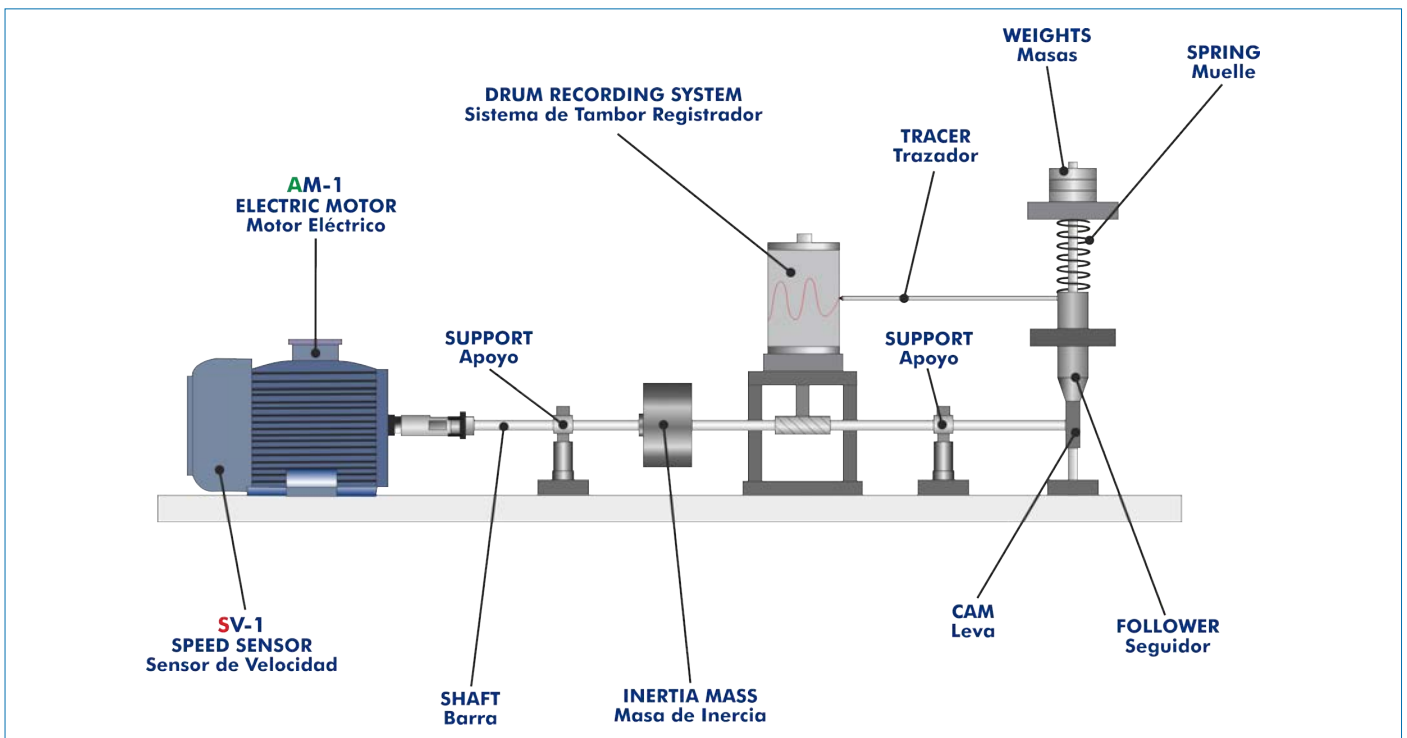 WEIGHTS
Masas
SPRING
Muelle
DRUM RECORDING SYSTEM
Sistema de Tambor Registrador
TRACER
Trazador
AM-1
ELECTRIC MOTOR
Motor Eléctrico
SUPPORT
Apoyo
SUPPORT
Apoyo
SV-1
SPEED SENSOR
Sensor de Velocidad
SHAFT
Barra
INERTIA MASS
Masa de Inercia
CAM
Leva
FOLLOWER
Seguidor